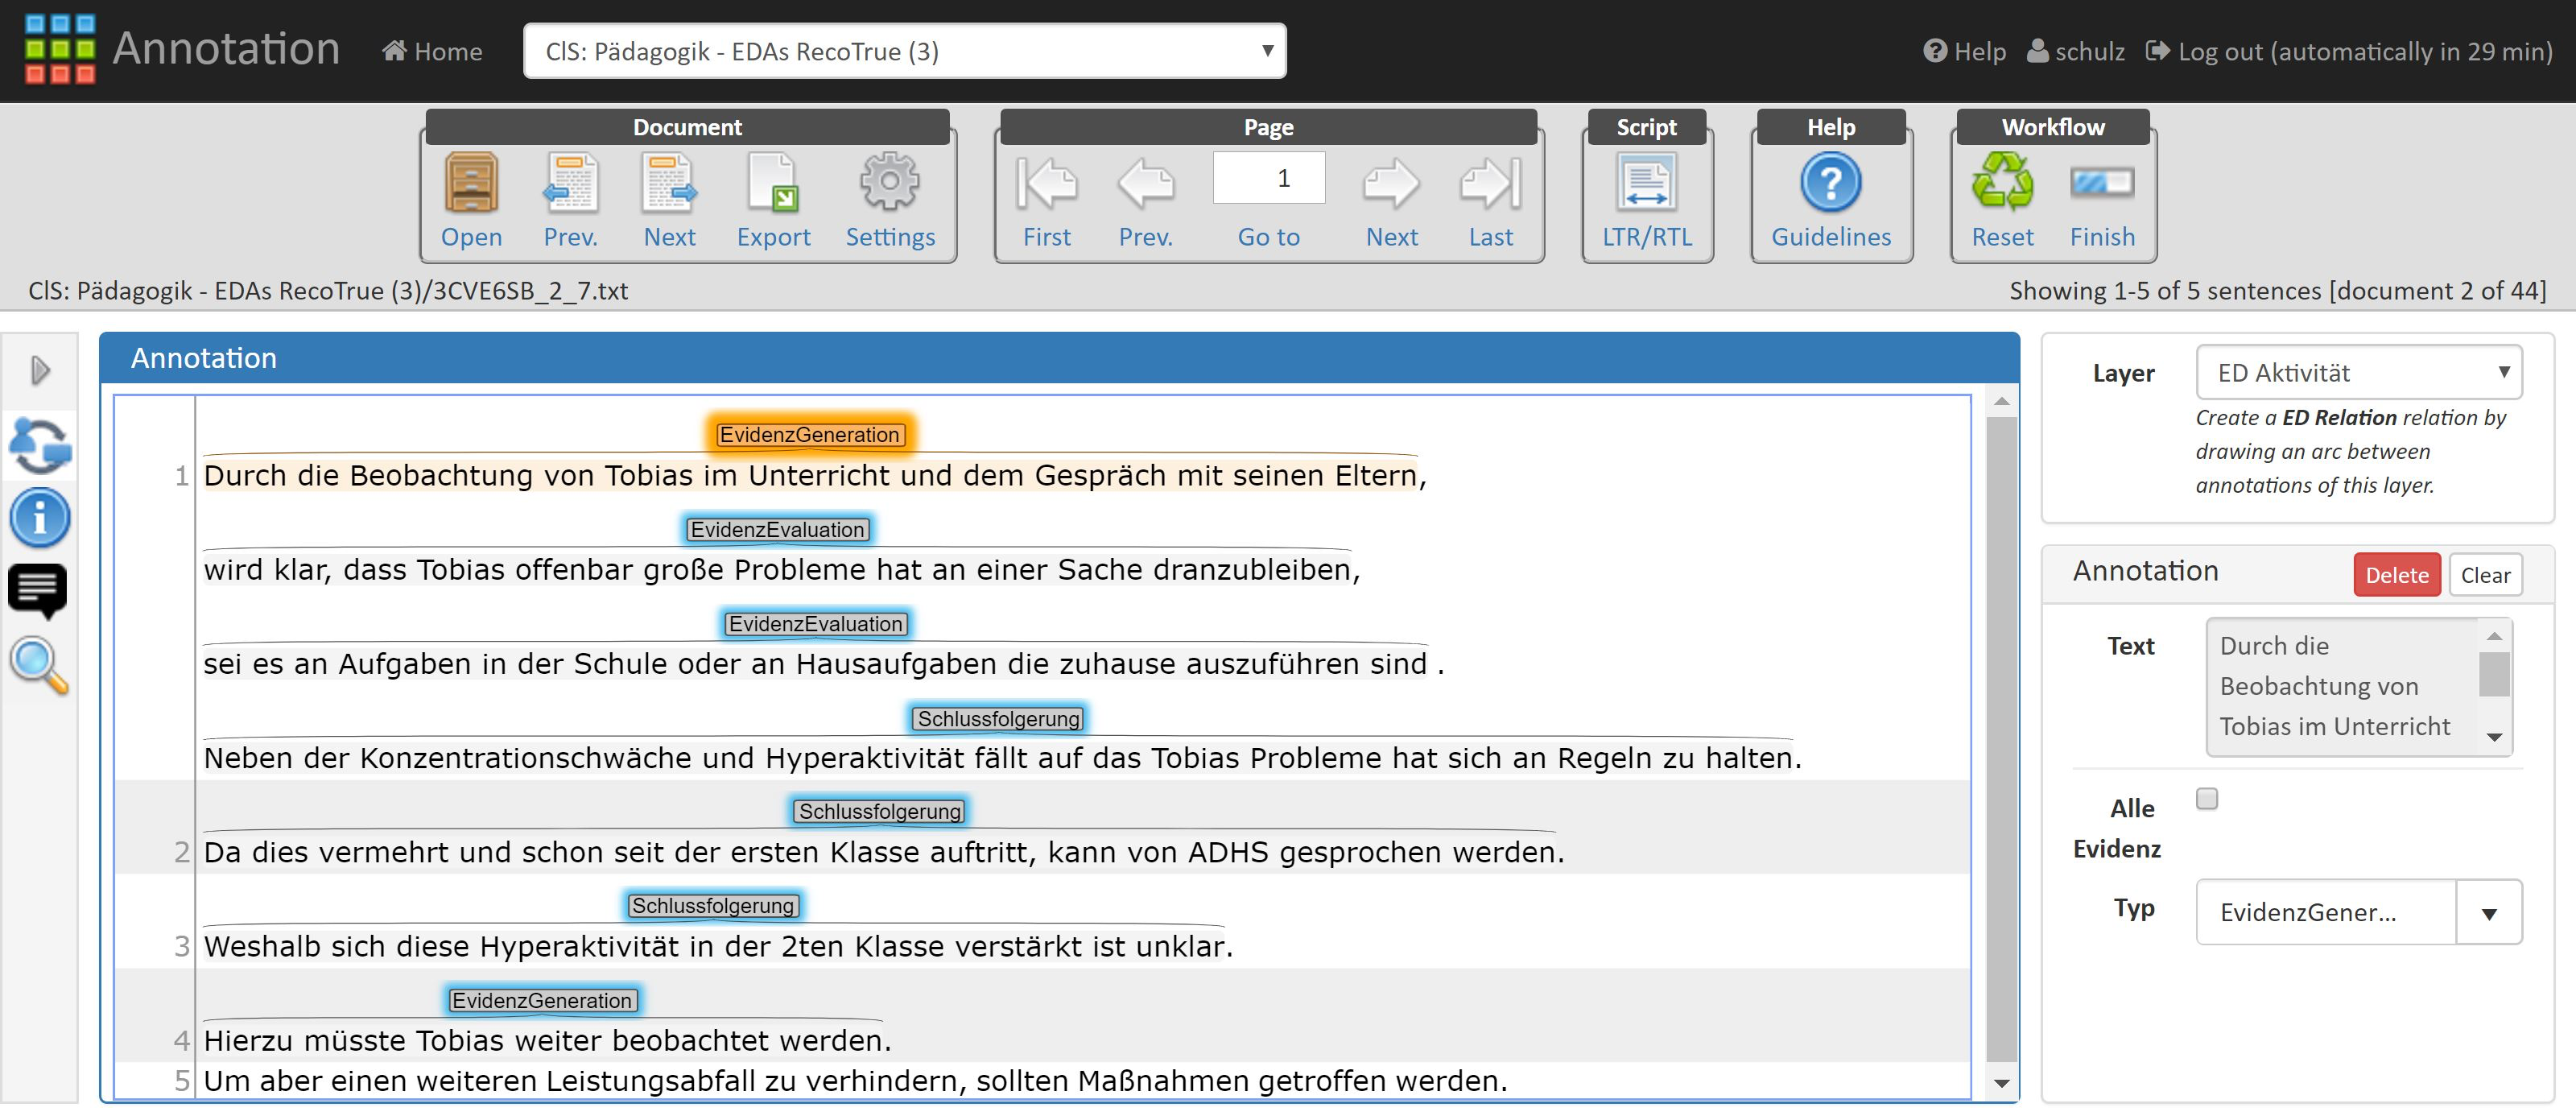 Annotation Home ClS: Pädagogik - EDAs RecoTrue (3) Help schulz Log out (automatically in 29 min)
Document Page Script Help Workflow
1
Open Prev. Next Export Settings First Prev. Go to Next Last LTR/RTL Guidelines Reset Finish
ClS: Pädagogik - EDAs RecoTrue (3)/3CVE6SB_2_7.txt Showing 1-5 of 5 sentences [document 2 of 44]
Annotation
EvidenzGeneration
1 Durch die Beobachtung von Tobias im Unterricht und dem Gespräch mit seinen Eltern,
EvidenzEvaluation
wird klar, dass Tobias offenbar große Probleme hat an einer Sache dranzubleiben,
EvidenzEvaluation
sei es an Aufgaben in der Schule oder an Hausaufgaben die zuhause auszuführen sind .
Schlussfolgerung
Neben der Konzentrationschwäche und Hyperaktivität fällt auf das Tobias Probleme hat sich an Regeln zu halten.
Schlussfolgerung
2 Da dies vermehrt und schon seit der ersten Klasse auftritt, kann von ADHS gesprochen werden.
Schlussfolgerung
3 Weshalb sich diese Hyperaktivität in der 2ten Klasse verstärkt ist unklar.
EvidenzGeneration
4 Hierzu müsste Tobias weiter beobachtet werden.
5 Um aber einen weiteren Leistungsabfall zu verhindern, sollten Maßnahmen getroffen werden.
Layer ED Aktivität
Create a ED Relation relation by
drawing an arc between
annotations of this layer.
Annotation Delete Clear
Text Durch die
Beobachtung von
Tobias im Unterricht
Alle
Evidenz
Typ EvidenzGener...